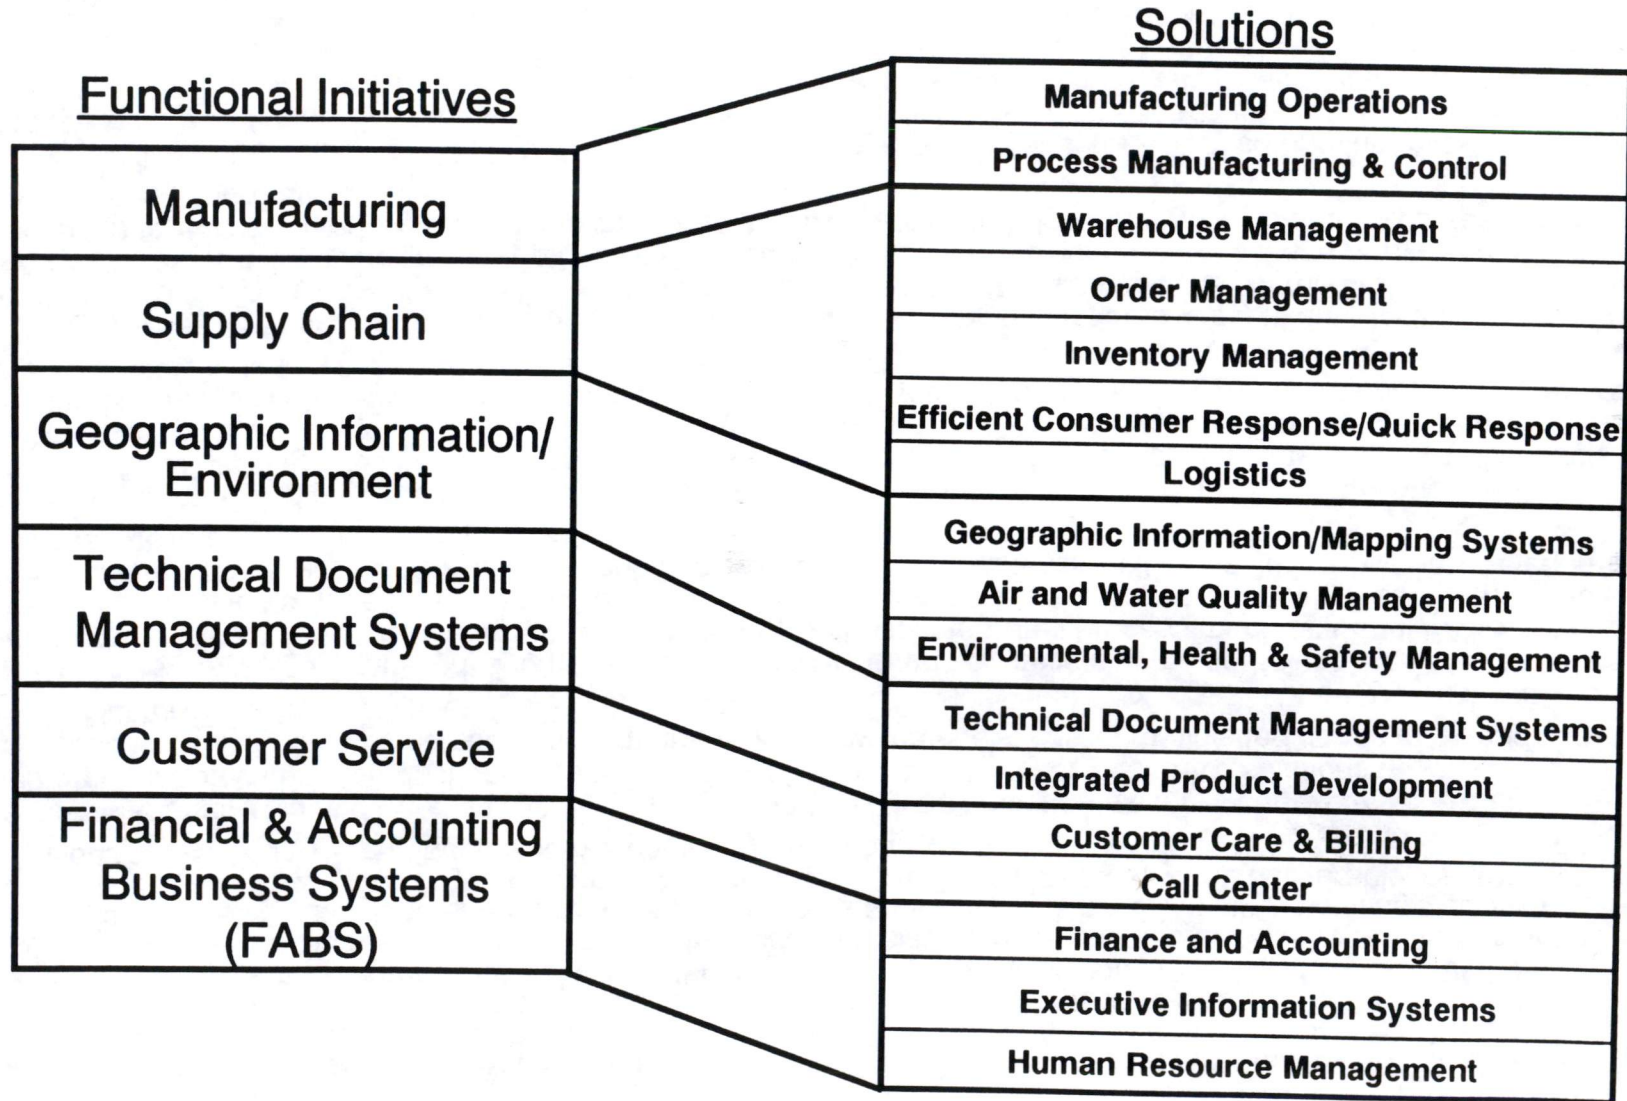 Functional Initiatives
Manufacturing
Supply Chain
Geographic Information/
Environment
Technical Document
Management Systems
Customer Service
Financial & Accounting
Business Systems
(FABS)
Solutions
Manufacturing Operations
Process Manufacturing & Control
Warehouse Management
Order Management
Inventory Management
Efficient Consumer Response/Quick Response
Logistics
Geographic Information/Mapping Systems
Air and Water Quality Management
Environmental, Health & Safety Management
Technical Document Management Systems
Integrated Product Development
Customer Care & Billing
Call Center
Finance and Accounting
Executive Information Systems
Human Resource Management